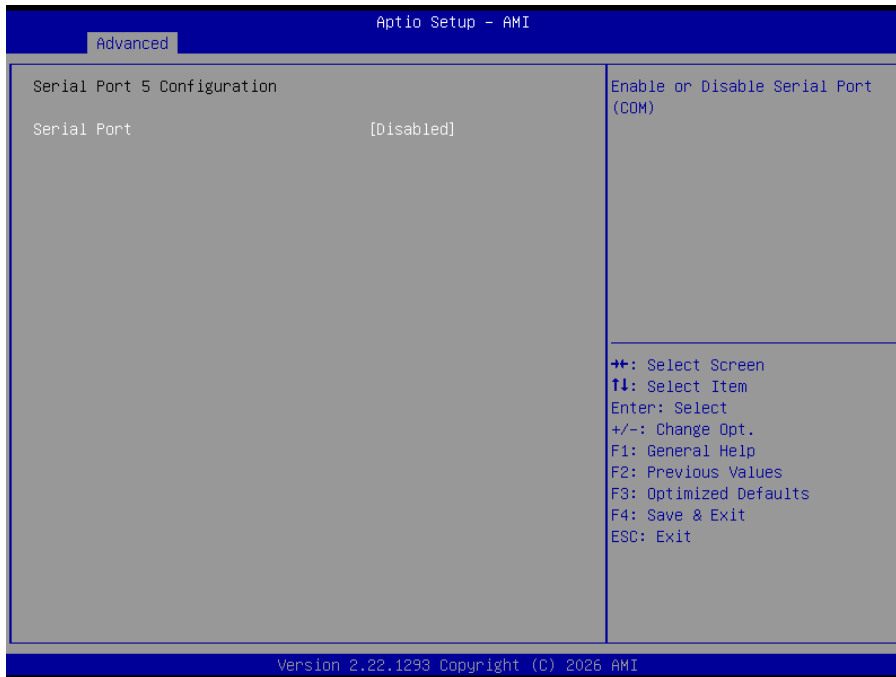 Aptio Setup – AMI
Advanced
Serial Port 5 Configuration
Serial Port [Disabled]
Enable or Disable Serial Port
(COM)
→←: Select Screen
↑↓: Select Item
Enter: Select
+/-: Change Opt.
F1: General Help
F2: Previous Values
F3: Optimized Defaults
F4: Save & Exit
ESC: Exit
Version 2.22.1293 Copyright (C) 2026 AMI